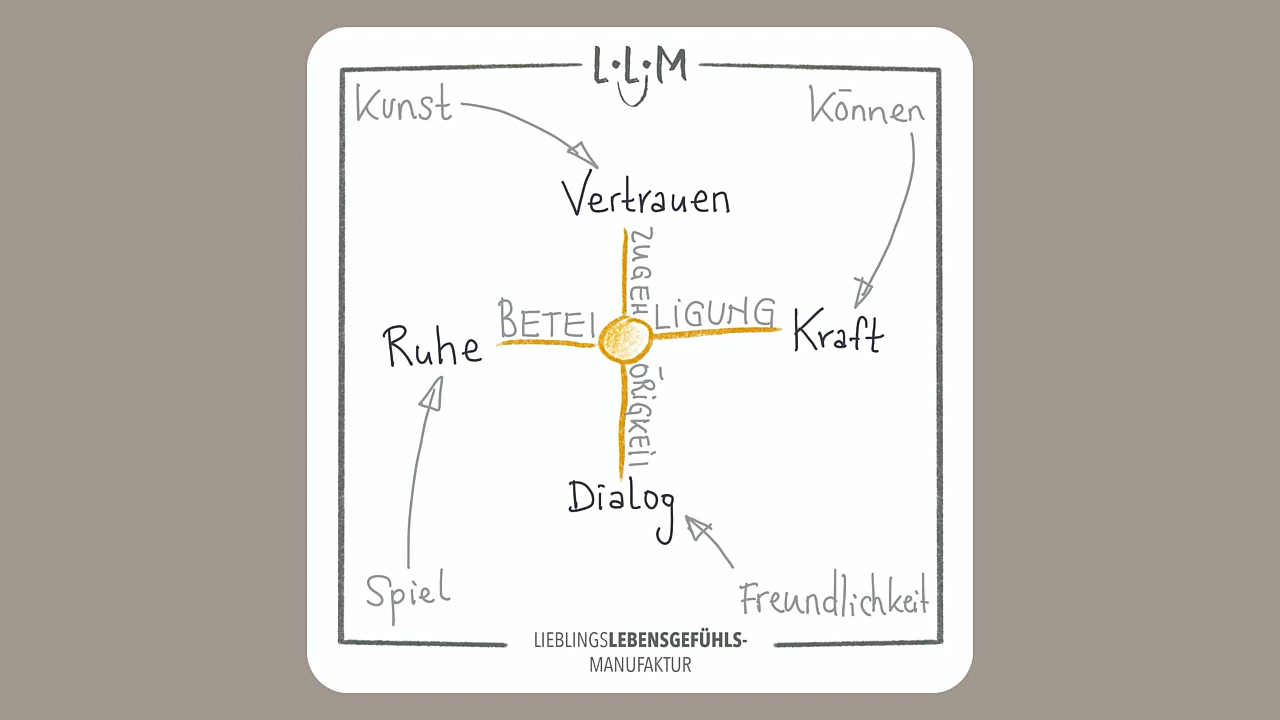 L·L·M
Kunst
Können
Vertrauen
ZUGEHÖRIGKEIT
BETEILIGUNG
Ruhe
Kraft
Dialog
Spiel
Freundlichkeit
LIEBLINGSLEBENSGEFÜHLS-
MANUFAKTUR